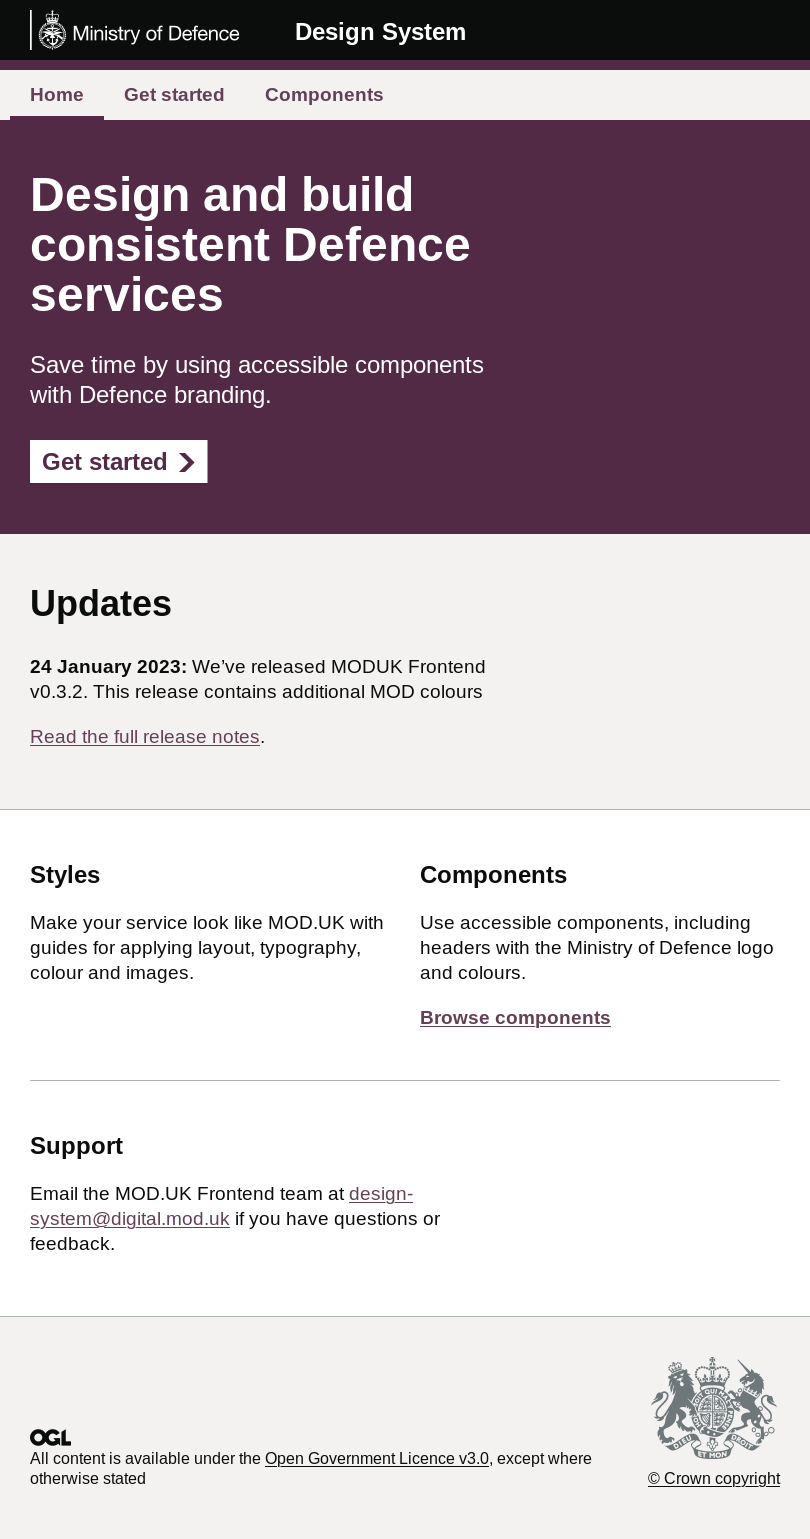 Ministry of Defence
Design System
Home Get started Components
Design and build
consistent Defence
services
Save time by using accessible components
with Defence branding.
Get started
Updates
24 January 2023: We’ve released MODUK Frontend
v0.3.2. This release contains additional MOD colours
Read the full release notes.
Styles
Make your service look like MOD.UK with
guides for applying layout, typography,
colour and images.
Components
Use accessible components, including
headers with the Ministry of Defence logo
and colours.
Browse components
Support
Email the MOD.UK Frontend team at design-
system@digital.mod.uk if you have questions or
feedback.
OGL
All content is available under the Open Government Licence v3.0, except where
otherwise stated
© Crown copyright